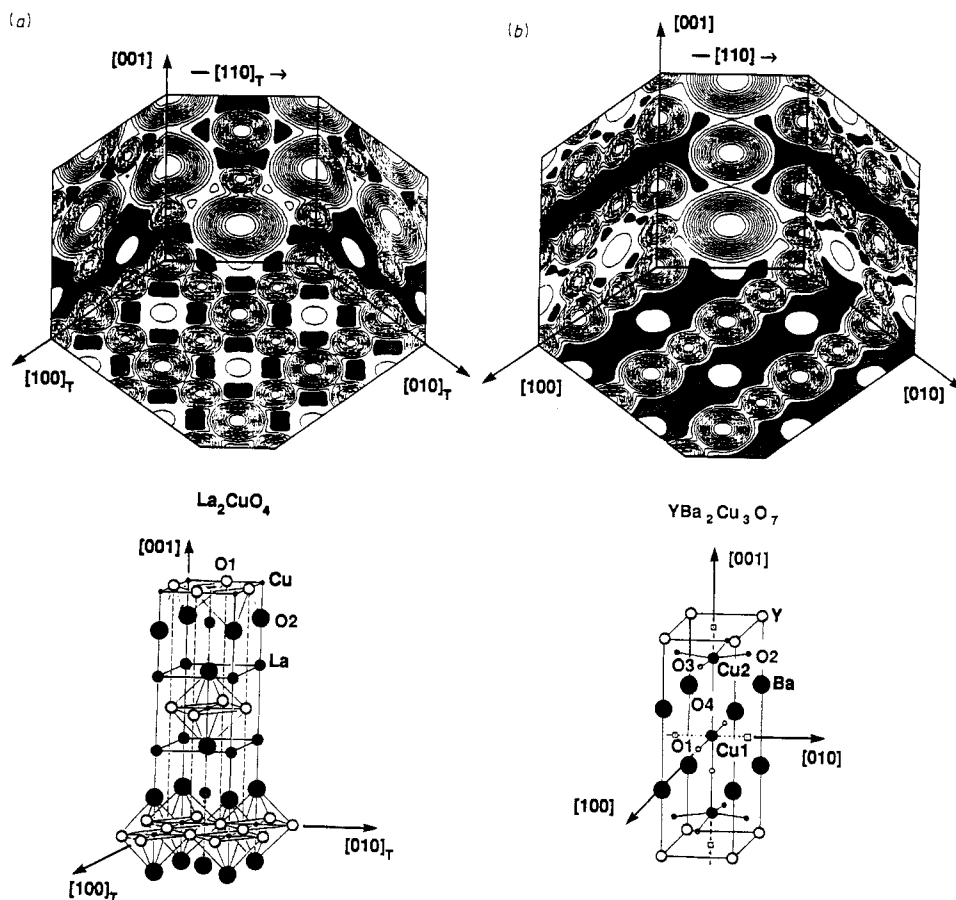 (a)
[001]
— [110]T →
[100]T
[010]T
(b)
[001]
— [110] →
[100]
[010]
La2CuO4
[001]
O1
Cu
O2
La
[010]T
[100]T
YBa2Cu3O7
[001]
Y
O3
Cu2
O2
Ba
O4
O1
Cu1
[010]
[100]